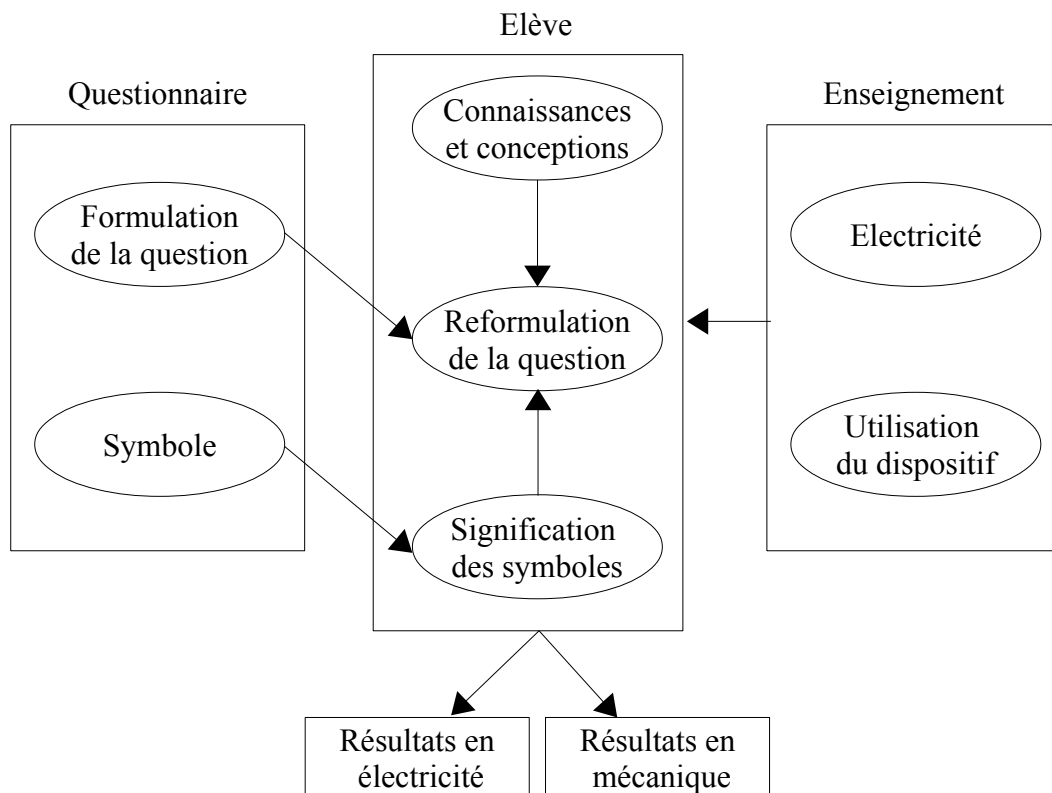 Elève
Questionnaire
Enseignement
Connaissances
et conceptions
Formulation
de la question
Electricité
Reformulation
de la question
Symbole
Utilisation
du dispositif
Signification
des symboles
Résultats en
électricité
Résultats en
mécanique